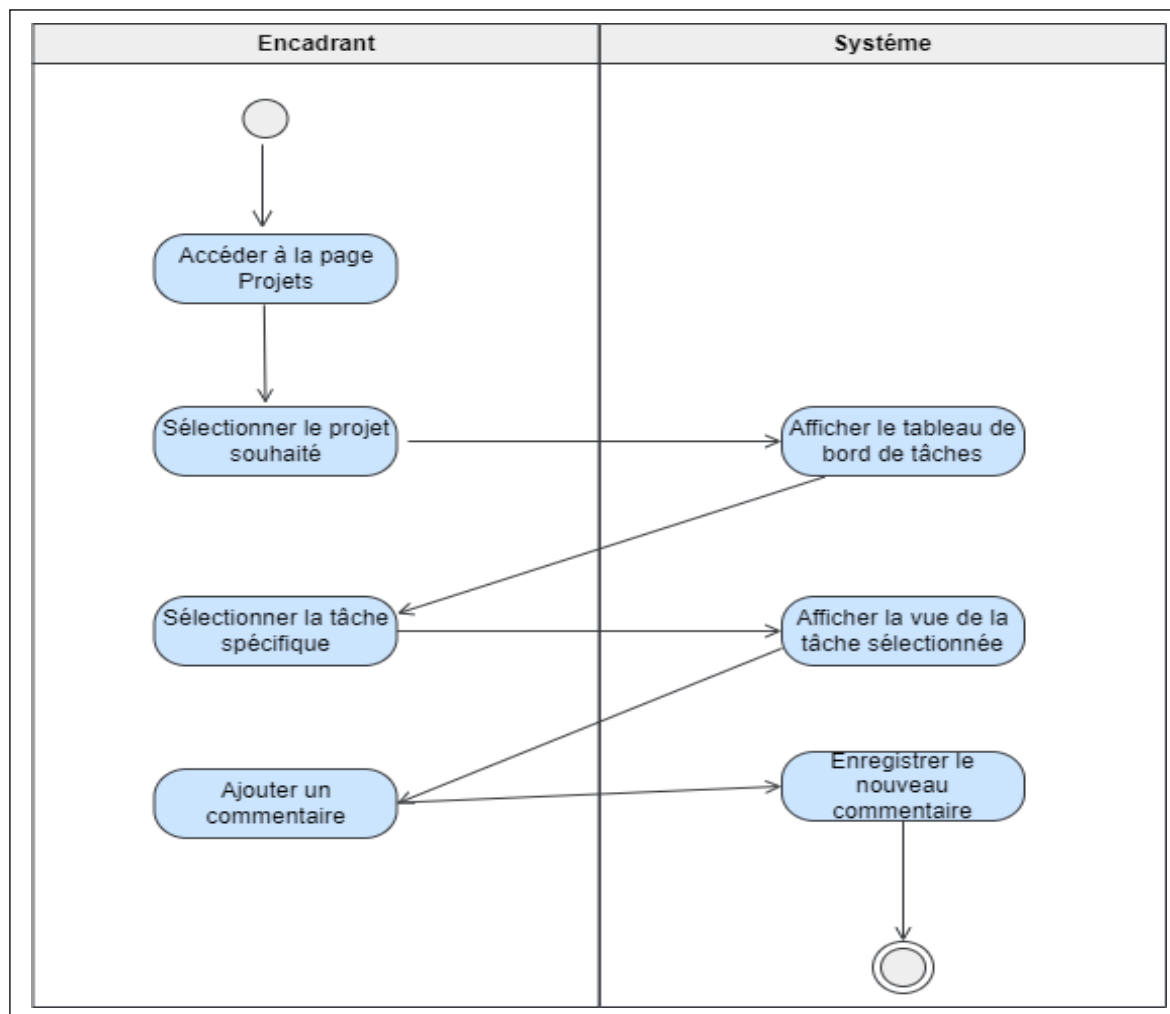 Encadrant
Systéme
Accéder à la page
Projets
Sélectionner le projet
souhaité
Afficher le tableau de
bord de tâches
Sélectionner la tâche
spécifique
Afficher la vue de la
tâche sélectionnée
Ajouter un
commentaire
Enregistrer le
nouveau
commentaire